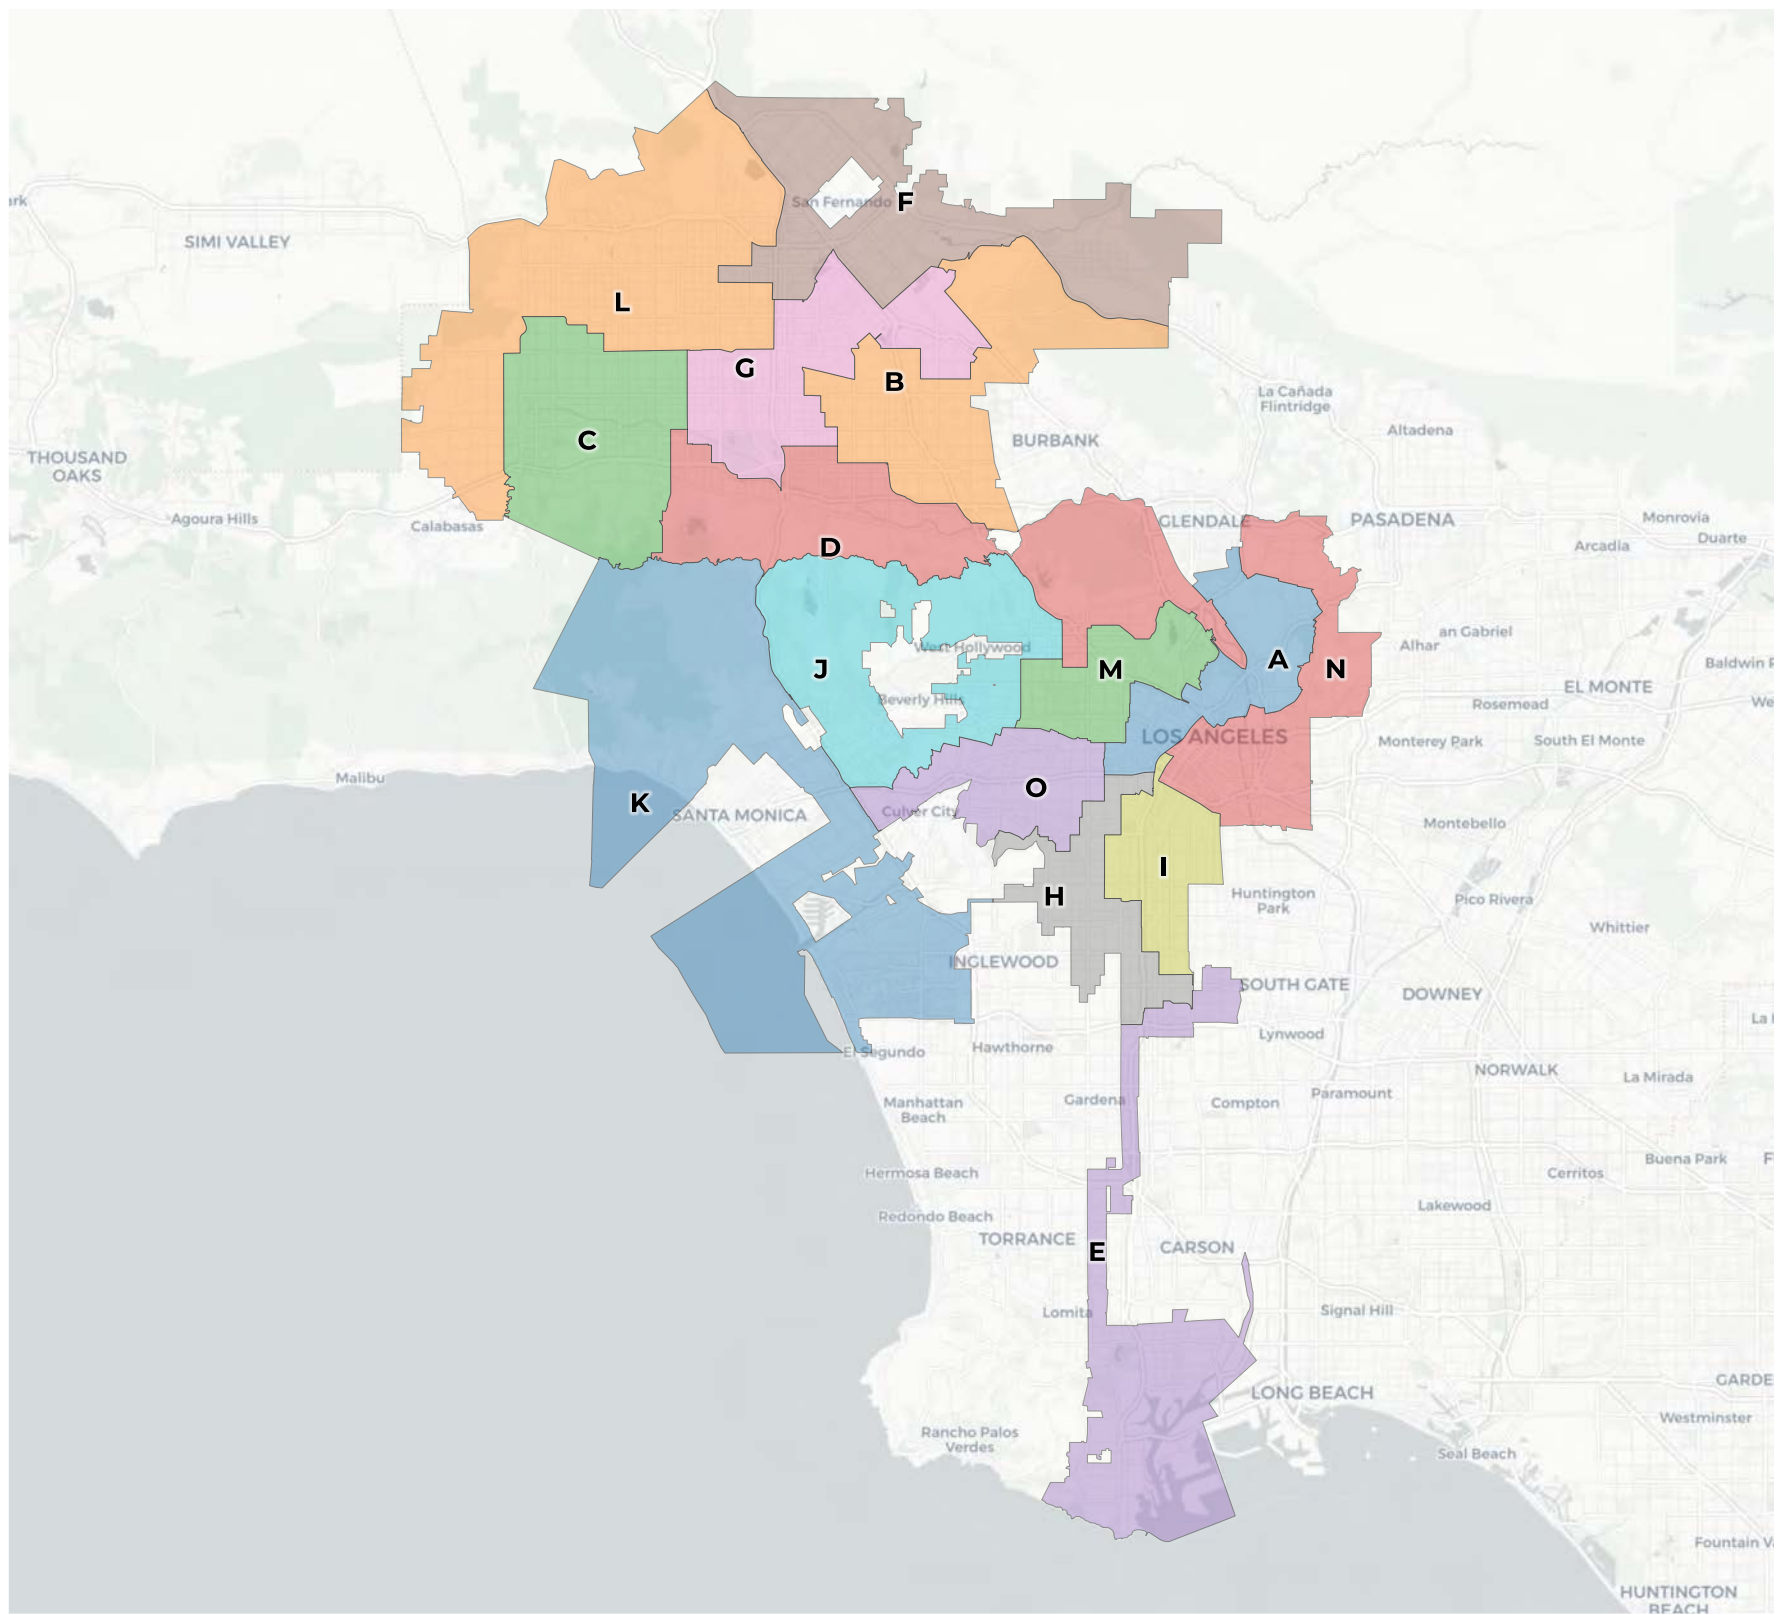 ark
SIMI VALLEY
San Fernando
F
L
THOUSAND
OAKS
Agoura Hills
Calabasas
C
G
B
BURBANK
La Cañada
Flintridge
Altadena
D
GLENDALE
PASADENA
Monrovia
Duarte
Arcadia
West Hollywood
Beverly Hills
J
M
A
N
Alhar
an Gabriel
Baldwin P
EL MONTE
Rosemead
We
LOS ANGELES
Monterey Park
South El Monte
Malibu
K
SANTA MONICA
Culver City
O
Montebello
I
H
Huntington
Park
Pico Rivera
Whittier
INGLEWOOD
SOUTH GATE
DOWNEY
La
Lynwood
El Segundo
Hawthorne
NORWALK
La Mirada
Manhattan
Beach
Gardena
Compton
Paramount
Hermosa Beach
Cerritos
Buena Park
F
Redondo Beach
Lakewood
TORRANCE
E
CARSON
Lomita
Signal Hill
LONG BEACH
GARDE
Rancho Palos
Verdes
Westminster
Seal Beach
Fountain Va
HUNTINGTON
BEACH